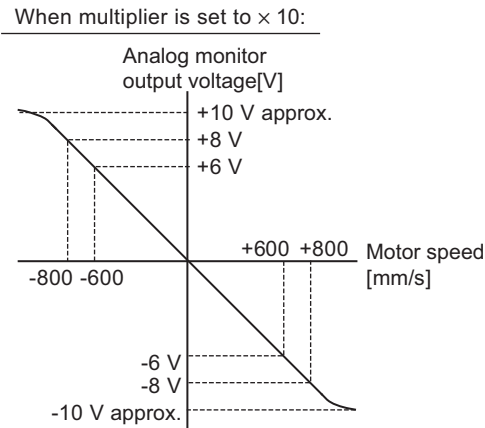 When multiplier is set to × 10:
Analog monitor
output voltage[V]
+10 V approx.
+8 V
+6 V
+600 +800
Motor speed
[mm/s]
-800 -600
-6 V
-8 V
-10 V approx.